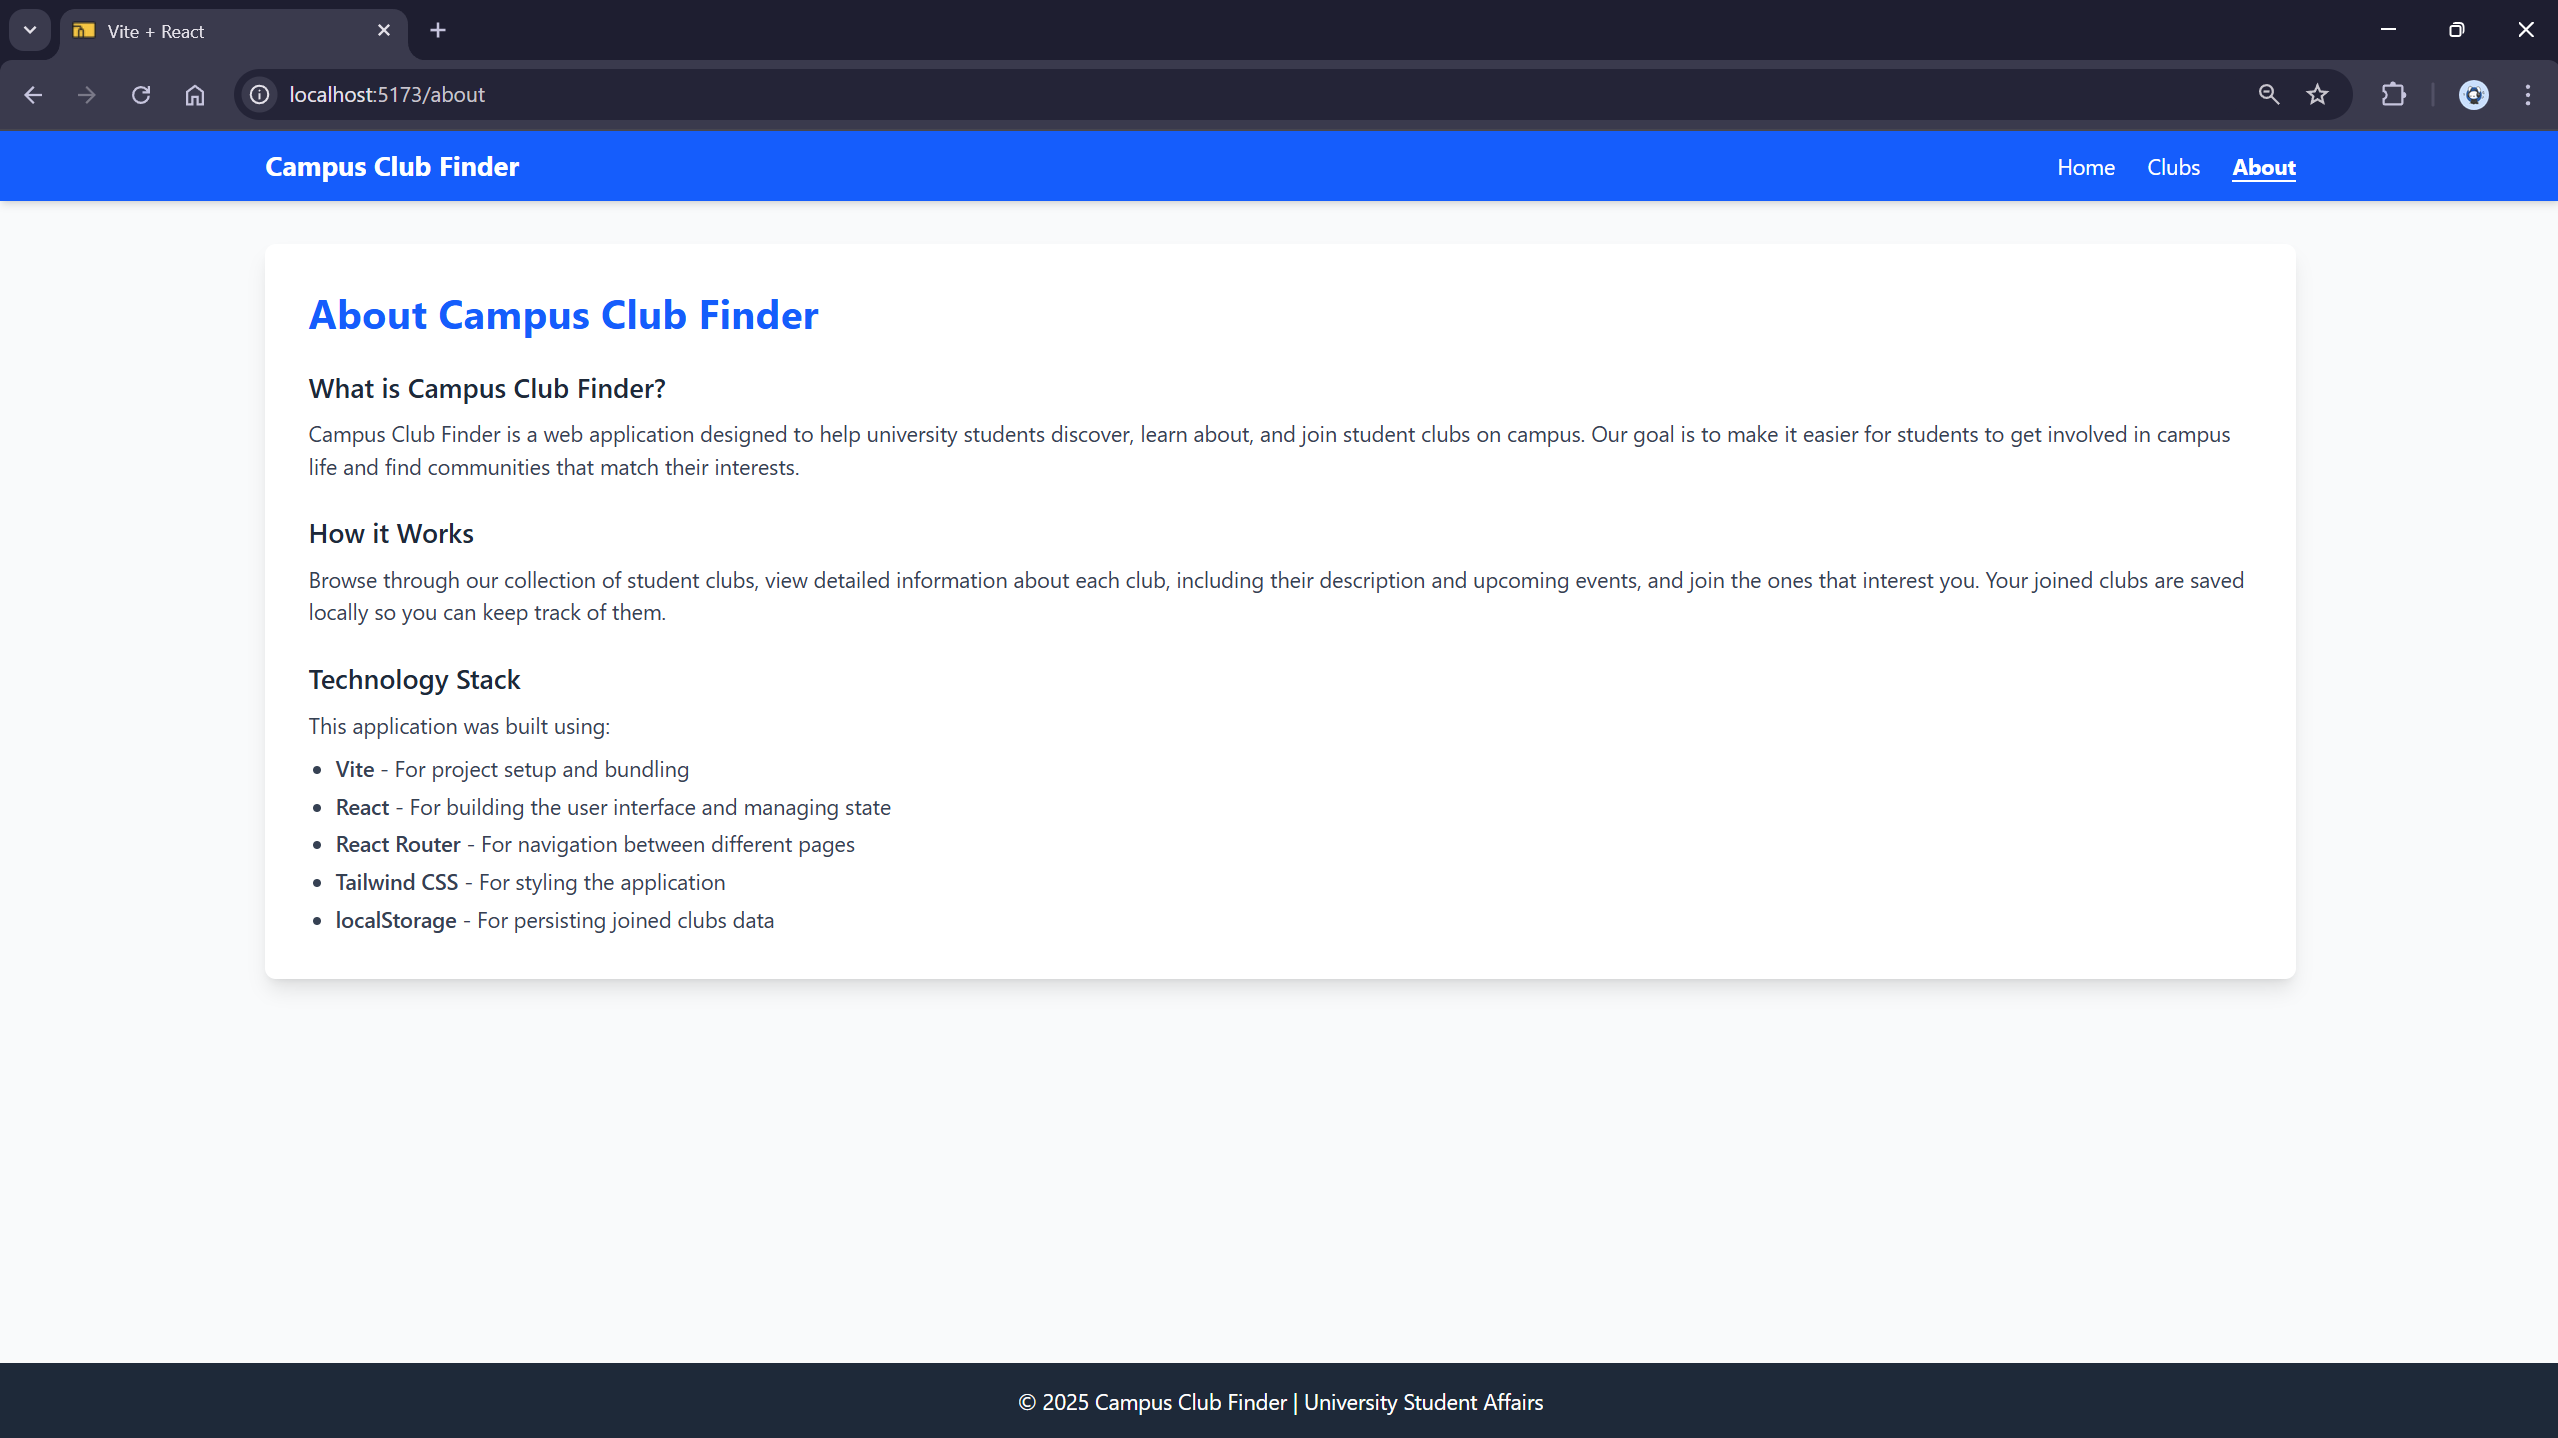 Vite + React
localhost:5173/about
Campus Club Finder
Home
Clubs
About
About Campus Club Finder
What is Campus Club Finder?
Campus Club Finder is a web application designed to help university students discover, learn about, and join student clubs on campus. Our goal is to make it easier for students to get involved in campus
life and find communities that match their interests.
How it Works
Browse through our collection of student clubs, view detailed information about each club, including their description and upcoming events, and join the ones that interest you. Your joined clubs are saved
locally so you can keep track of them.
Technology Stack
This application was built using:
• Vite - For project setup and bundling
• React - For building the user interface and managing state
• React Router - For navigation between different pages
• Tailwind CSS - For styling the application
• localStorage - For persisting joined clubs data
© 2025 Campus Club Finder | University Student Affairs